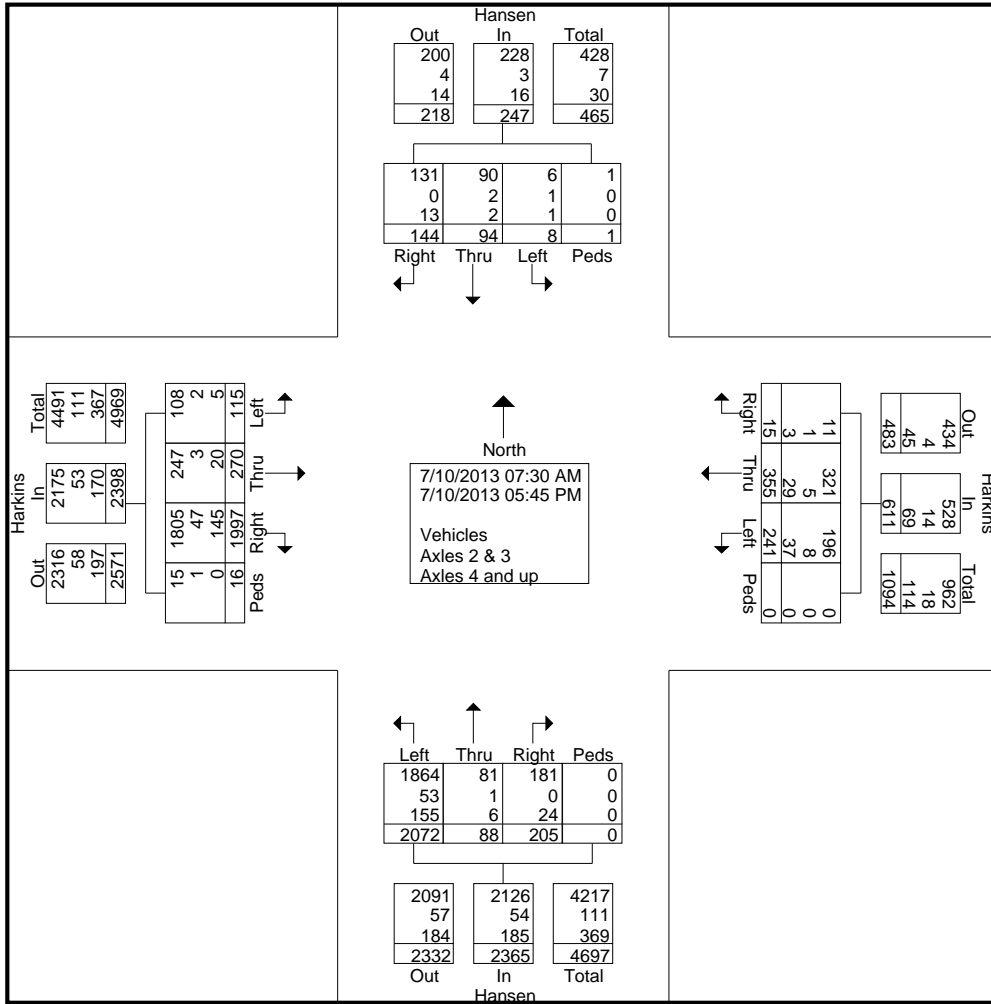 Hansen
Out In Total
200 228 428
4 3 7
14 16 30
218 247 465
131 90 6 1
0 2 1 0
13 2 1 0
144 94 8 1
Right Thru Left Peds
Harkins
Total In Out
4491 2175 2316
111 53 58
367 170 197
4969 2398 2571
108 247 1805 15
2 3 47 1
5 20 145 0
115 270 1997 16
Left Thru Right Peds
North
7/10/2013 07:30 AM
7/10/2013 05:45 PM
Vehicles
Axles 2 & 3
Axles 4 and up
Right Thru Left Peds
15 355 241 0
3 29 37 0
1 5 8 0
11 321 196 0
Harkins
Out In Total
434 528 962
4 14 18
45 69 114
483 611 1094
Left Thru Right Peds
1864 81 181 0
53 1 0 0
155 6 24 0
2072 88 205 0
2091 2126 4217
57 54 111
184 185 369
2332 2365 4697
Out In Total
Hansen